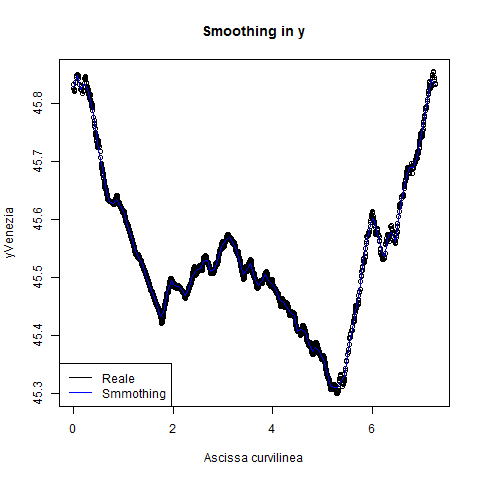 Smoothing in y
yVenezia
45.8
45.7
45.6
45.5
45.4
45.3
Reale
Smmothing
0 2 4 6
Ascissa curvilinea